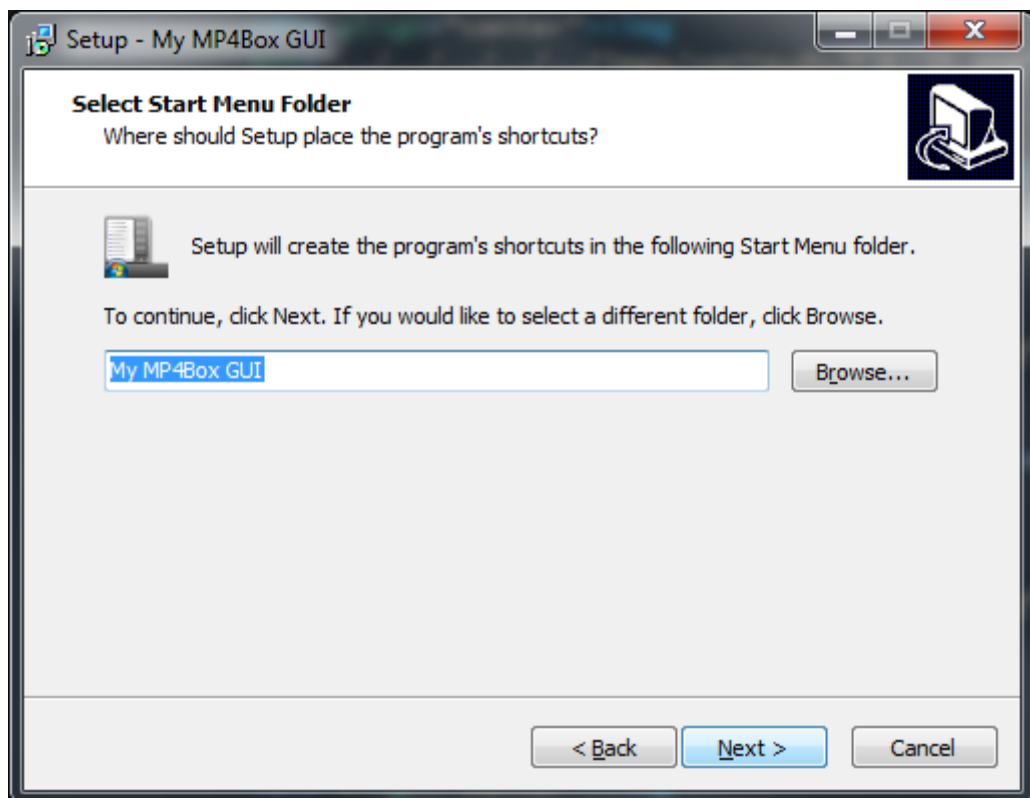 Setup - My MP4Box GUI
Select Start Menu Folder
Where should Setup place the program's shortcuts?
Setup will create the program's shortcuts in the following Start Menu folder.
To continue, click Next. If you would like to select a different folder, click Browse.
My MP4Box GUI
Browse...
< Back
Next >
Cancel